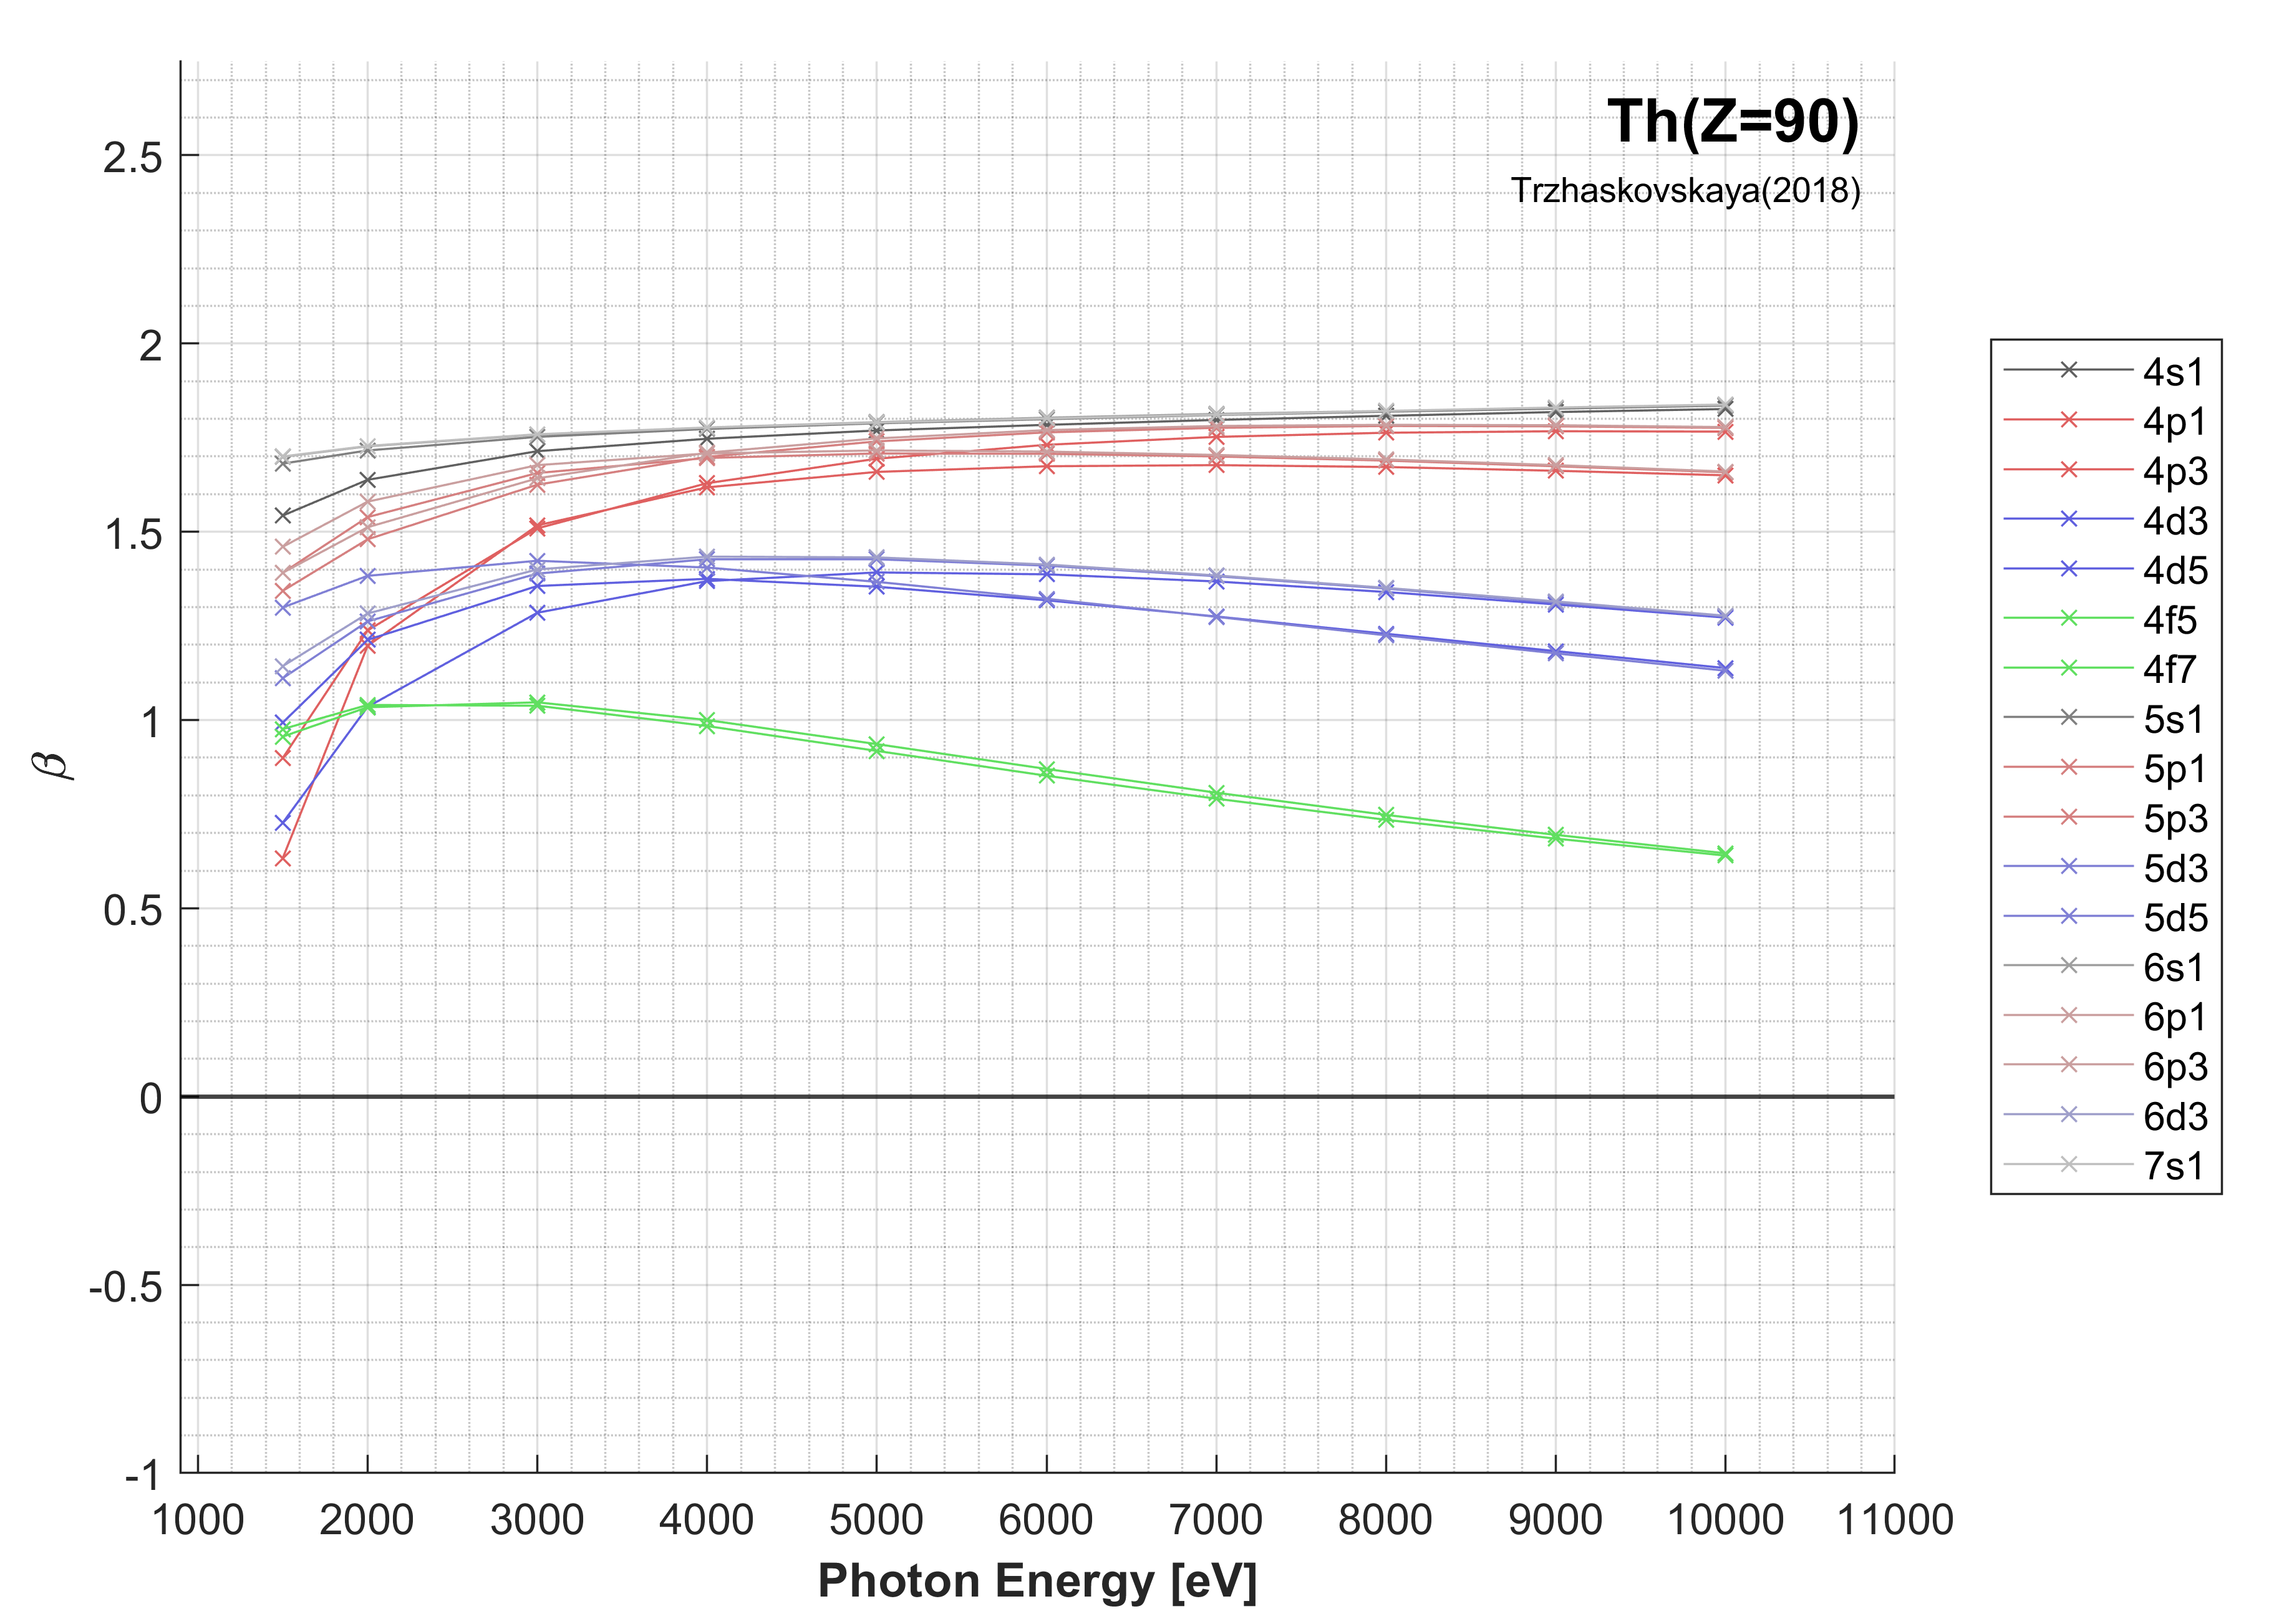 Th(Z=90)
Trzhaskovskaya(2018)
2.5
2
1.5
1
0.5
0
-0.5
-1
β
1000 2000 3000 4000 5000 6000 7000 8000 9000 10000 11000
Photon Energy [eV]
4s1
4p1
4p3
4d3
4d5
4f5
4f7
5s1
5p1
5p3
5d3
5d5
6s1
6p1
6p3
6d3
7s1